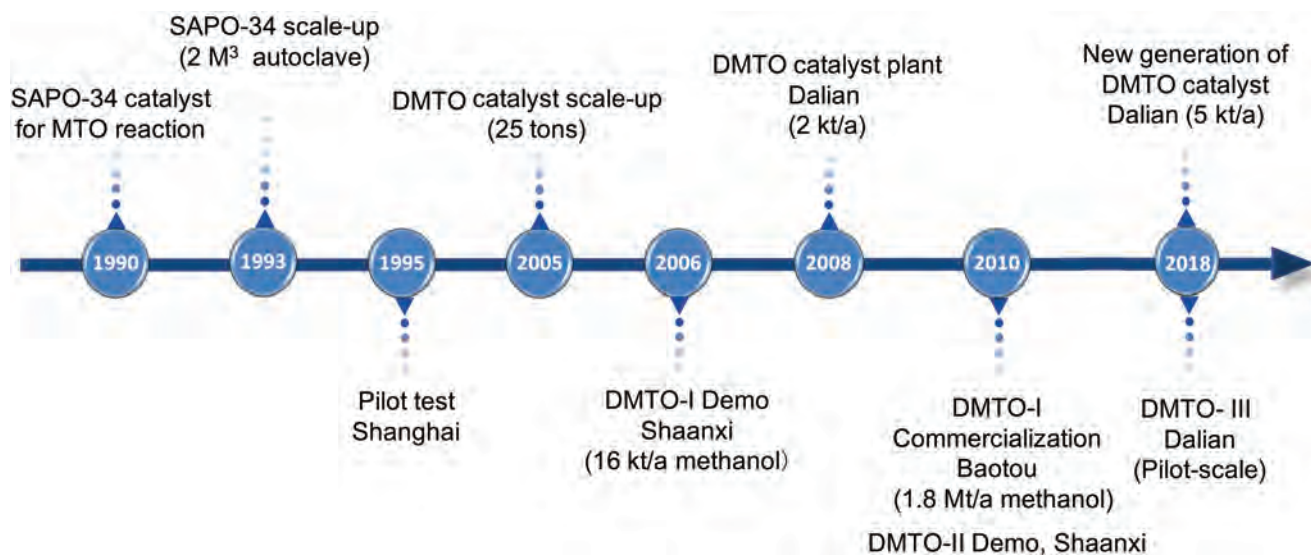 SAPO-34 catalyst
for MTO reaction
SAPO-34 scale-up
(2 M³ autoclave)
DMTO catalyst scale-up
(25 tons)
DMTO catalyst plant
Dalian
(2 kt/a)
New generation of
DMTO catalyst
Dalian (5 kt/a)
1990
1993
1995
2005
2006
2008
2010
2018
Pilot test
Shanghai
DMTO-I Demo
Shaanxi
(16 kt/a methanol)
DMTO-I
Commercialization
Baotou
(1.8 Mt/a methanol)
DMTO-II Demo, Shaanxi
DMTO- III
Dalian
(Pilot-scale)